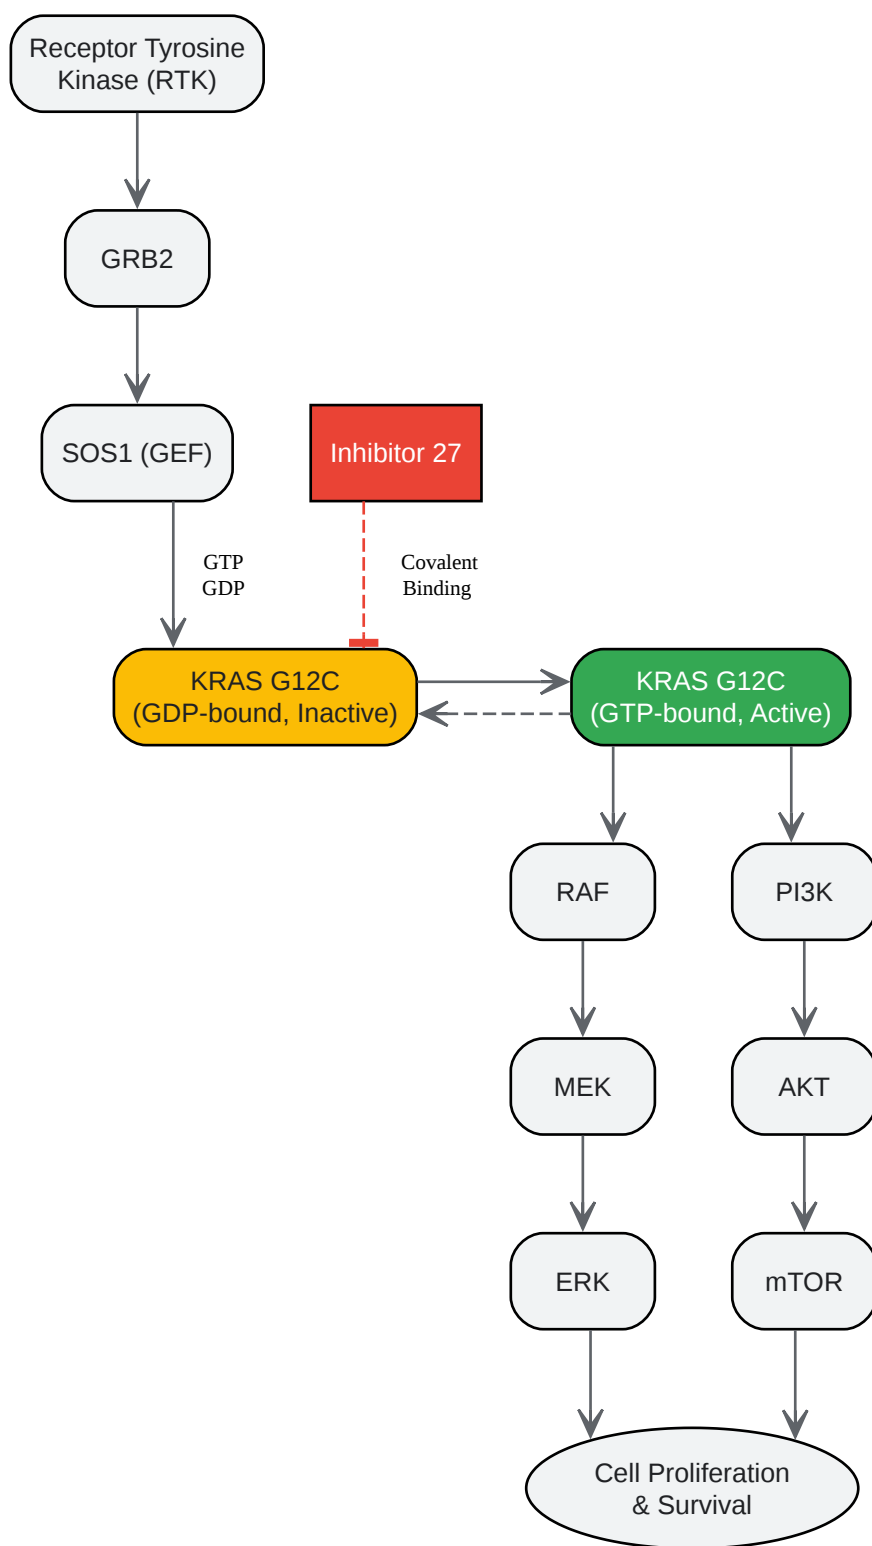 Receptor Tyrosine
Kinase (RTK)
GRB2
SOS1 (GEF)
Inhibitor 27
GTP
GDP
Covalent
Binding
KRAS G12C
(GDP-bound, Inactive)
KRAS G12C
(GTP-bound, Active)
RAF
PI3K
MEK
AKT
ERK
mTOR
Cell Proliferation
& Survival